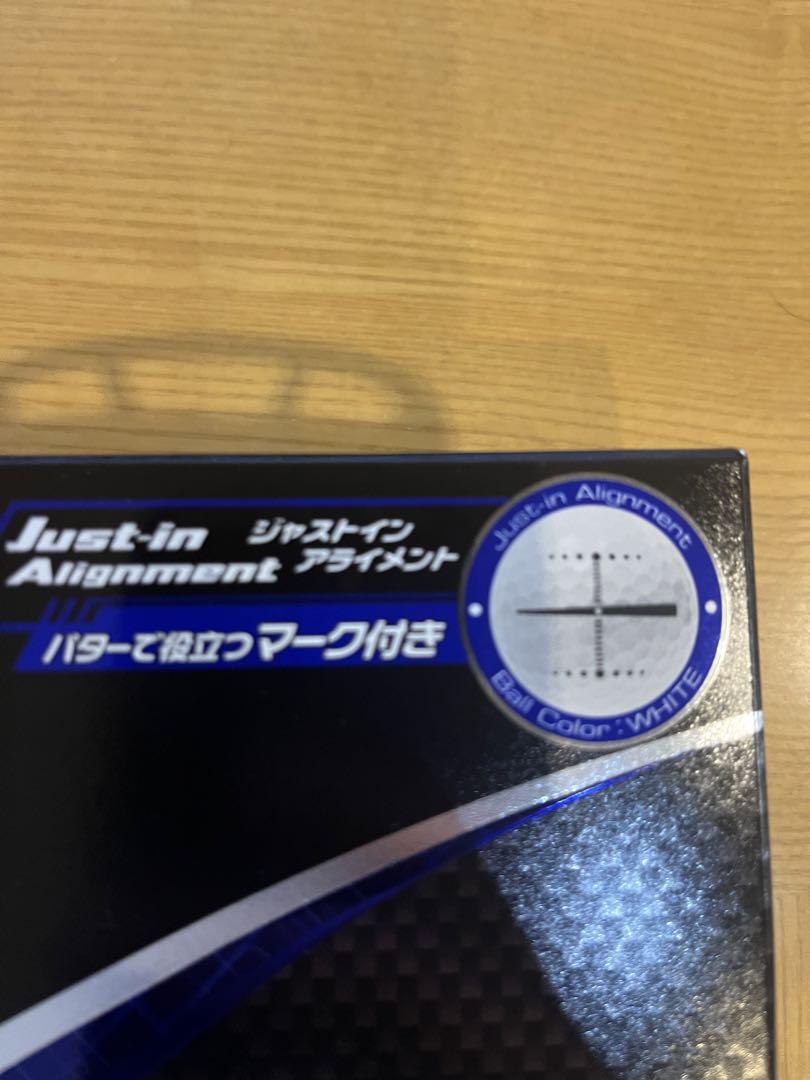 Just-in
Alignment
ジャストイン
アライメント
パターで役立つマーク付き
Just-in Alignment
Ball Color : WHITE